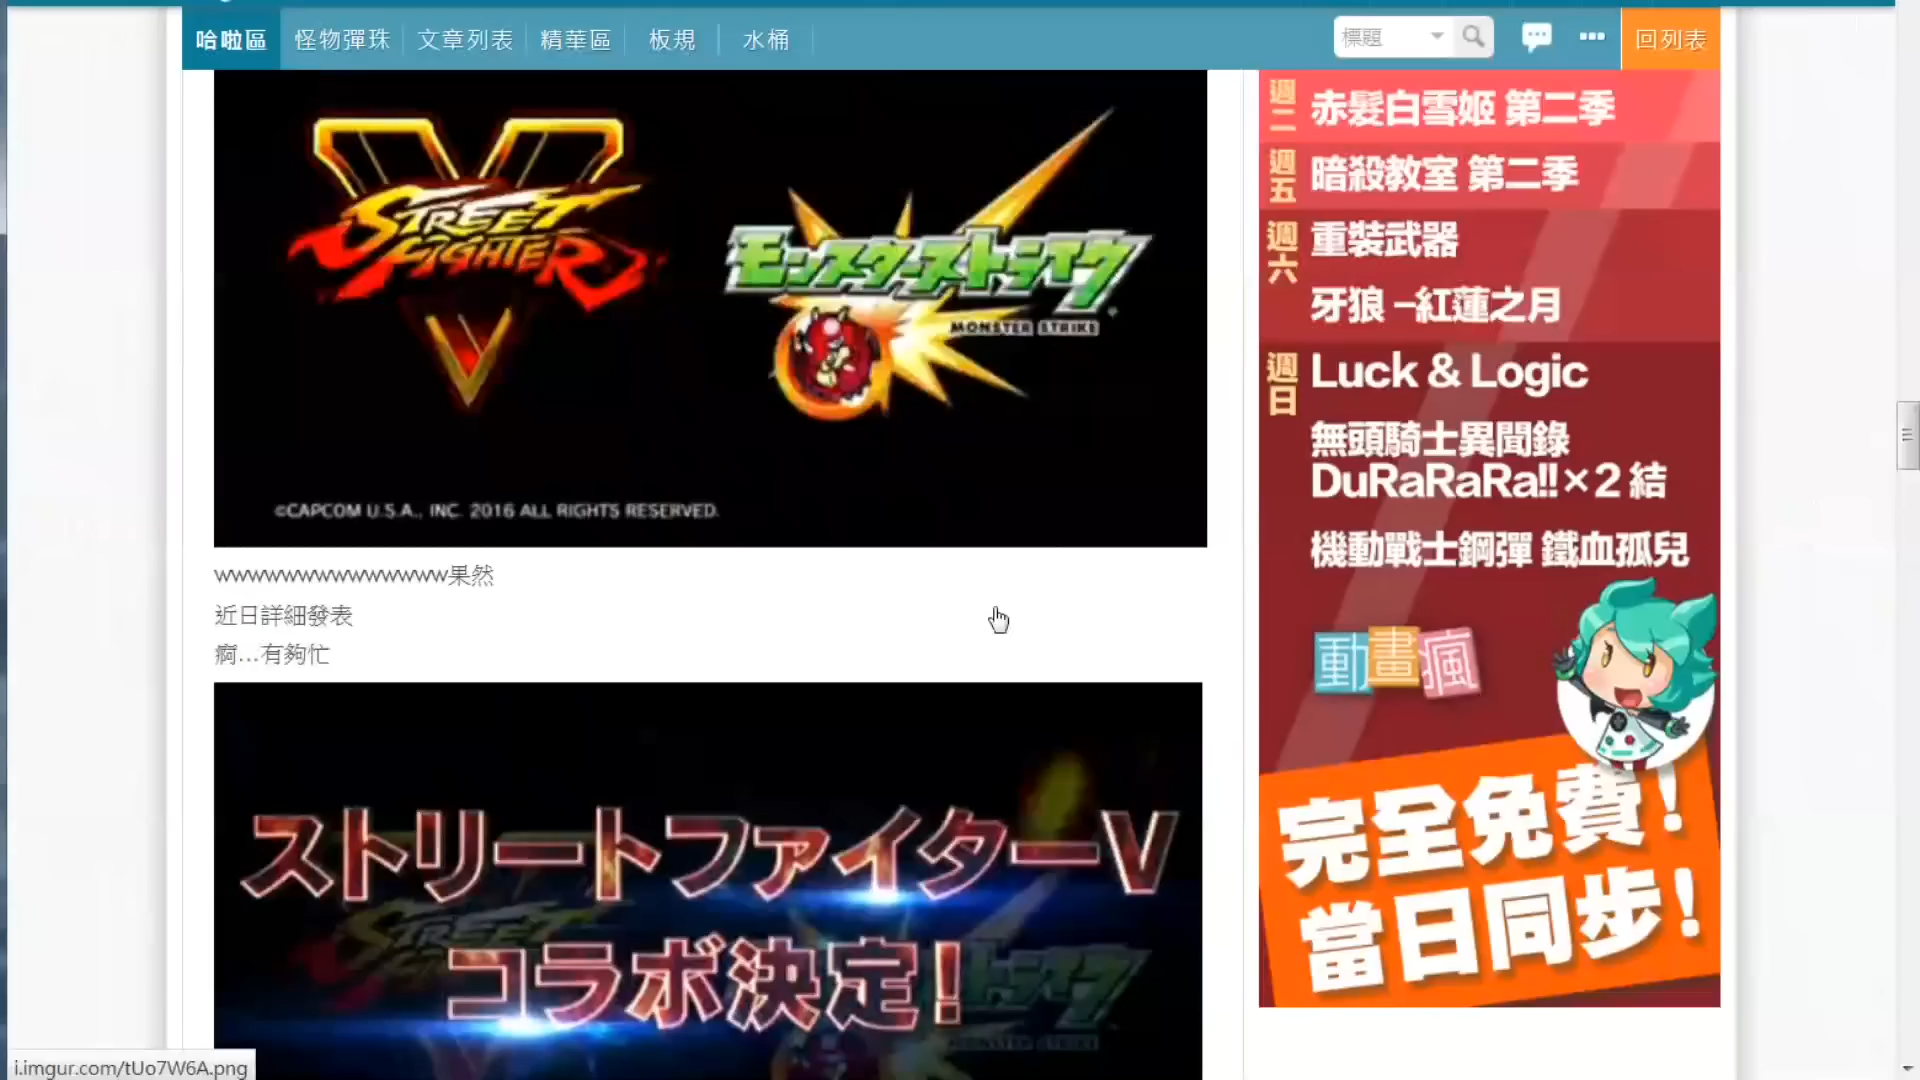 哈啦區 怪物彈珠 文章列表 精華區 板規 水桶 標題 回列表
STREET
FIGHTER
V
モンスターストライク
MONSTER STRIKE
©CAPCOM U.S.A., INC. 2016 ALL RIGHTS RESERVED.
wwwwwwwwwwwwww果然
近日詳細發表
痾...有夠忙
ストリートファイターV
コラボ決定!
i.imgur.com/tUo7W6A.png
週二 赤髮白雪姬 第二季
週五 暗殺教室 第二季
週六 重裝武器
牙狼 –紅蓮之月
週日 Luck & Logic
無頭騎士異聞錄
DuRaRaRa!!×2 結
機動戰士鋼彈 鐵血孤兒
動畫瘋
完全免費!
當日同步!